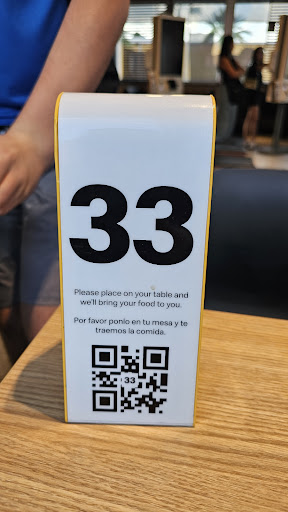 33
Please place on your table and
we'll bring your food to you.
Por favor ponlo en tu mesa y te
traemos la comida.
33